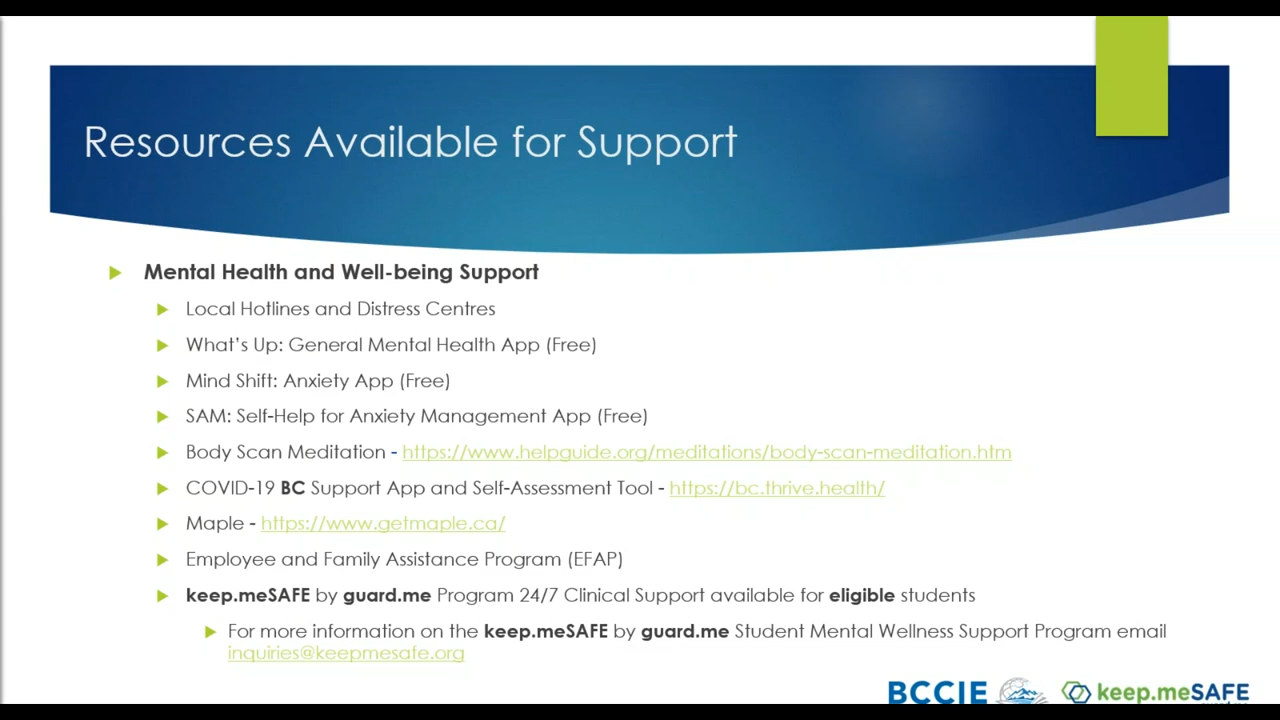 Resources Available for Support
Mental Health and Well-being Support
Local Hotlines and Distress Centres
What's Up: General Mental Health App (Free)
Mind Shift: Anxiety App (Free)
SAM: Self-Help for Anxiety Management App (Free)
Body Scan Meditation - https://www.helpguide.org/meditations/body-scan-meditation.htm
COVID-19 BC Support App and Self-Assessment Tool - https://bc.thrive.health/
Maple - https://www.getmaple.ca/
Employee and Family Assistance Program (EFAP)
keep.meSAFE by guard.me Program 24/7 Clinical Support available for eligible students
For more information on the keep.meSAFE by guard.me Student Mental Wellness Support Program email
inquiries@keepmesafe.org
BCCIE keep.meSAFE